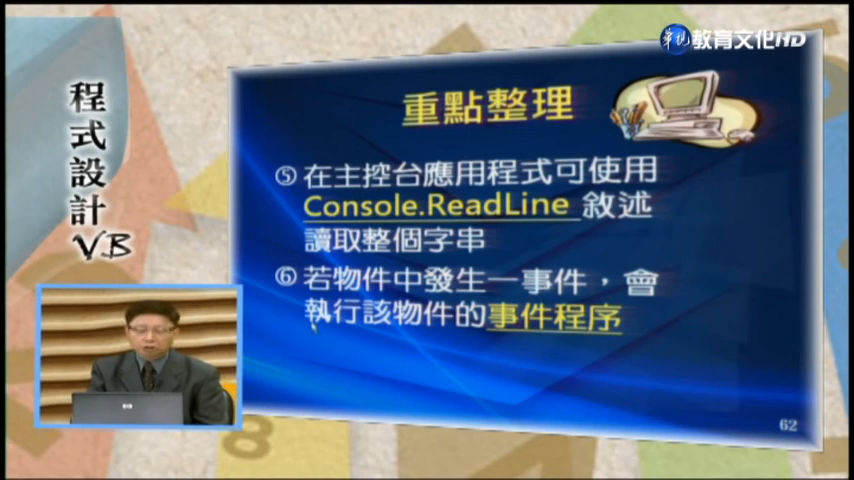 華視教育文化HD
程式設計
VB
重點整理
⑤ 在主控台應用程式可使用
Console.ReadLine 敘述
讀取整個字串
⑥ 若物件中發生一事件，會
執行該物件的事件程序
hp
62
8